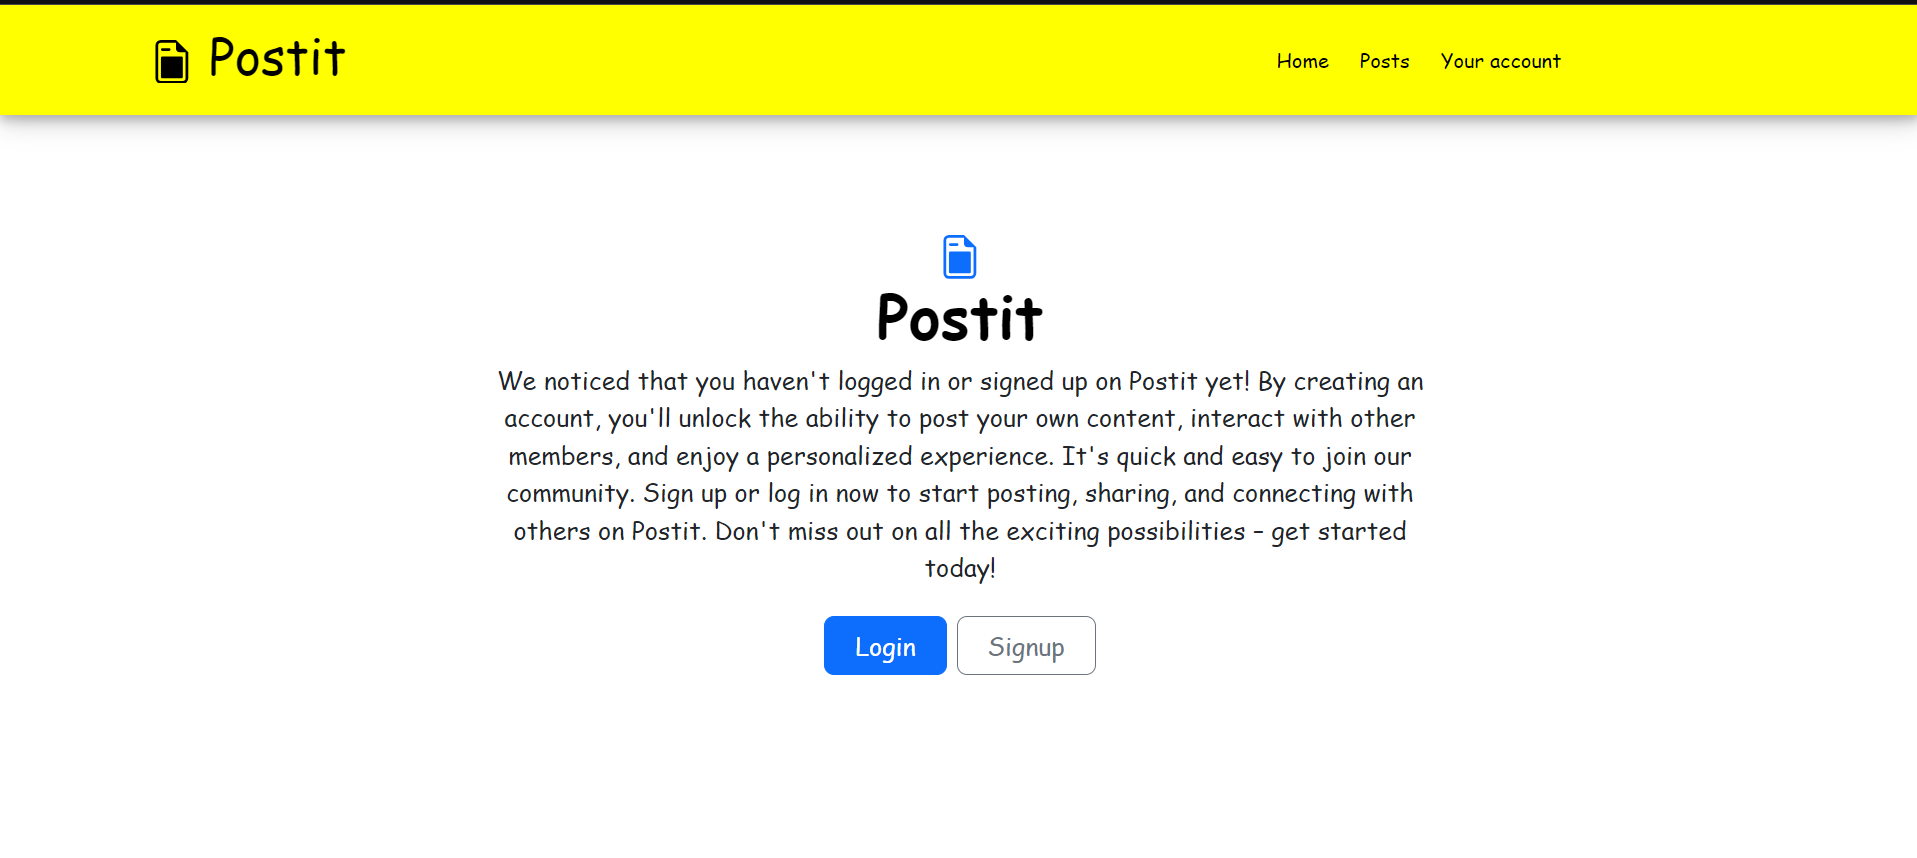 Postit
Home Posts Your account
Postit
We noticed that you haven't logged in or signed up on Postit yet! By creating an
account, you'll unlock the ability to post your own content, interact with other
members, and enjoy a personalized experience. It's quick and easy to join our
community. Sign up or log in now to start posting, sharing, and connecting with
others on Postit. Don't miss out on all the exciting possibilities – get started
today!
Login Signup